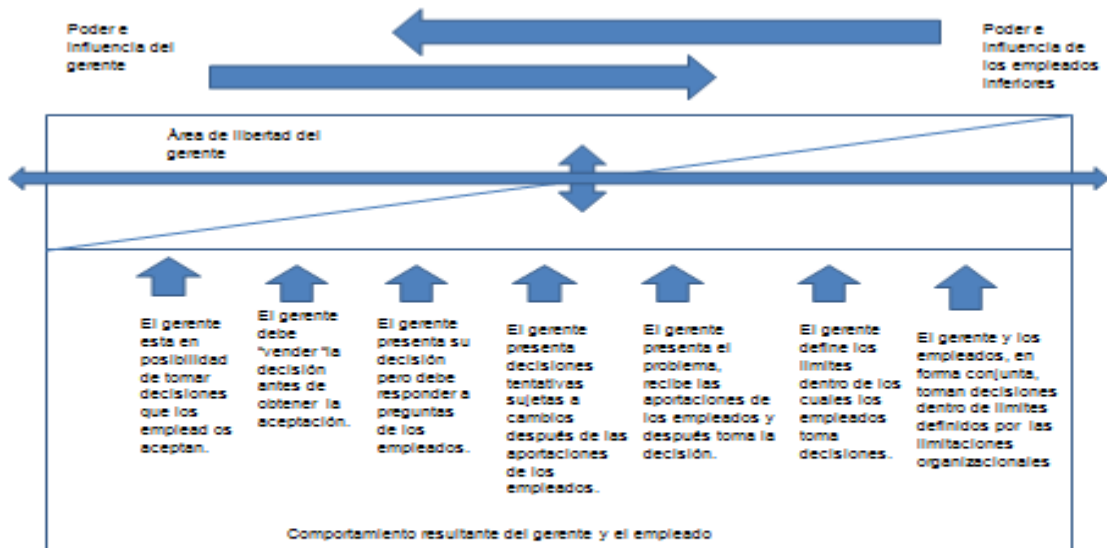 Poder e
influencia del
gerente
Poder e
influencia de
los empleados
inferiores
Área de libertad del
gerente
El gerente
esta en
posibilidad
de tomar
decisiones
que los
emplead os
aceptan.
El gerente
debe
"vender "la
decisión
antes de
obtener la
aceptación.
El gerente
presenta su
decisión
pero debe
responder a
preguntas
de los
empleados.
El gerente
presenta
decisiones
tentativas
sujetas a
cambios
después de las
aportaciones
de los
empleados.
El gerente
presenta el
problema,
recibe las
aportaciones de
los empleados y
después toma la
decisión.
El gerente
define los
limites
dentro de los
cuales los
empleados
toma
decisiones.
El gerente y los
empleados, en
forma conjunta,
toman decisiones
dentro de limites
definidos por las
limitaciones
organizacionales
Comportamiento resultante del gerente y el empleado